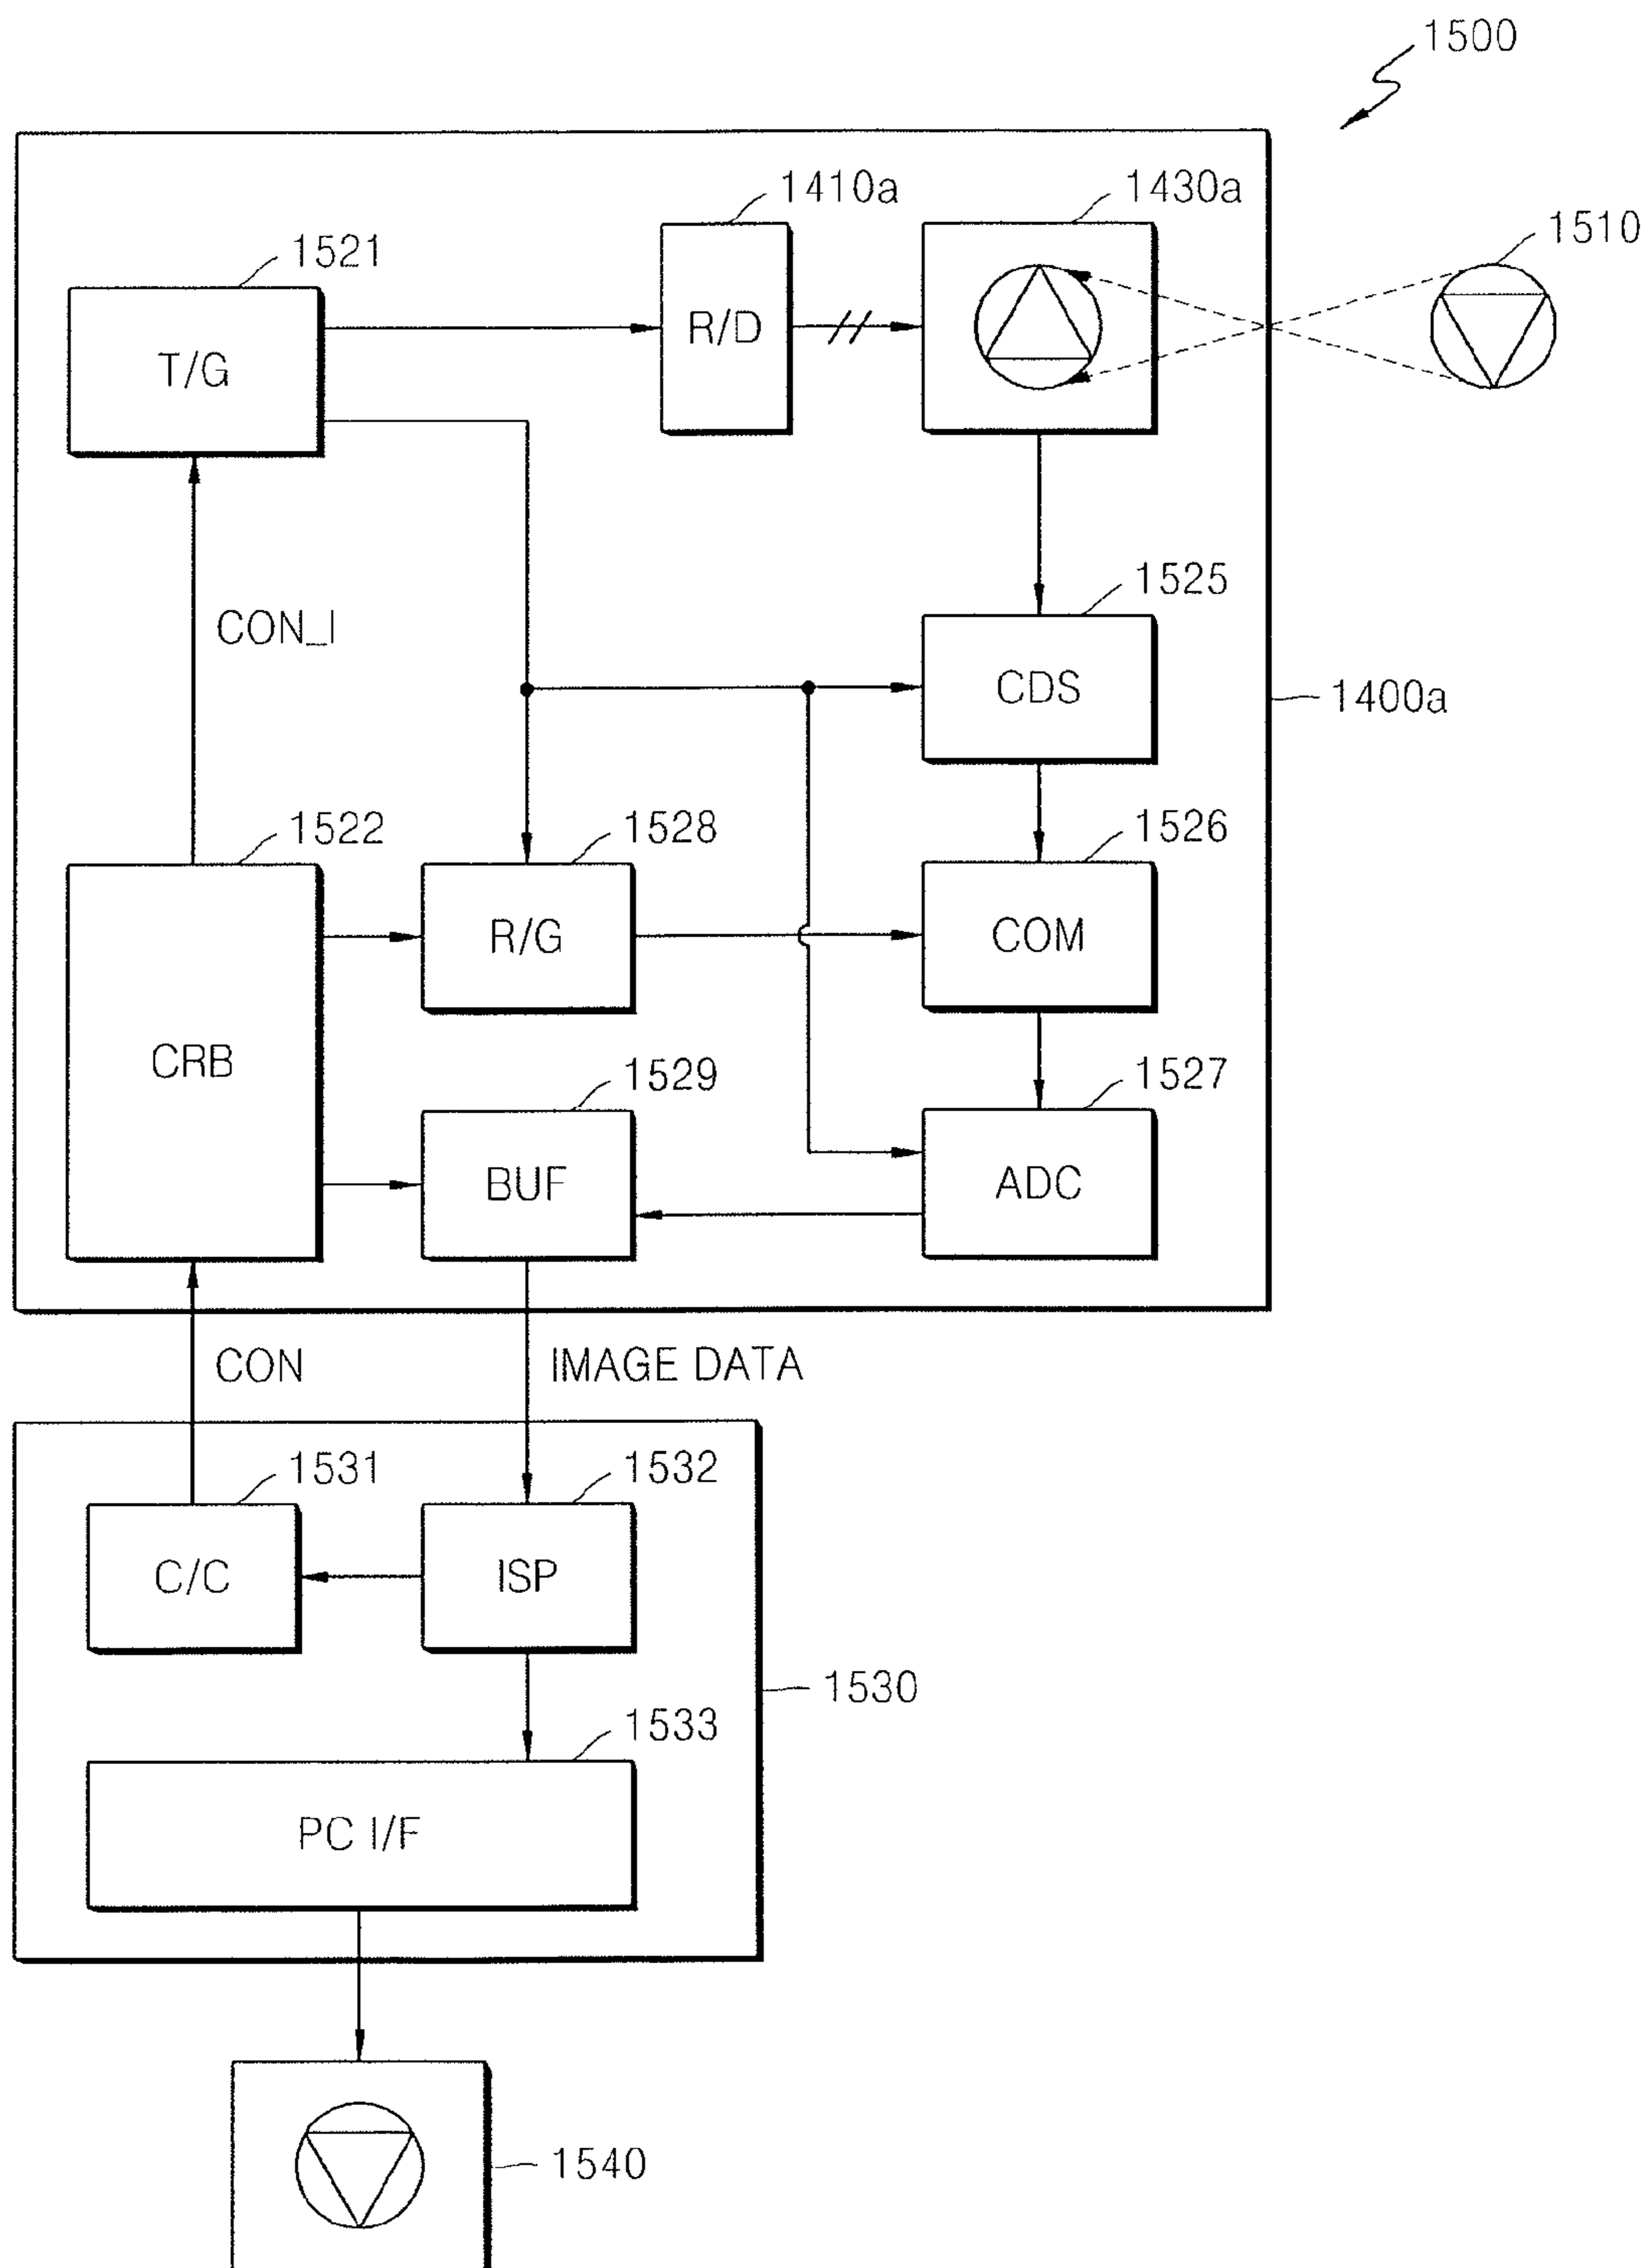 1500
1410a
1430a
1510
1521
T/G
R/D
1525
CON_I
CDS
1400a
1522
1528
1526
R/G
COM
CRB
1529
1527
BUF
ADC
CON
IMAGE DATA
1531
1532
C/C
ISP
1530
1533
PC I/F
1540